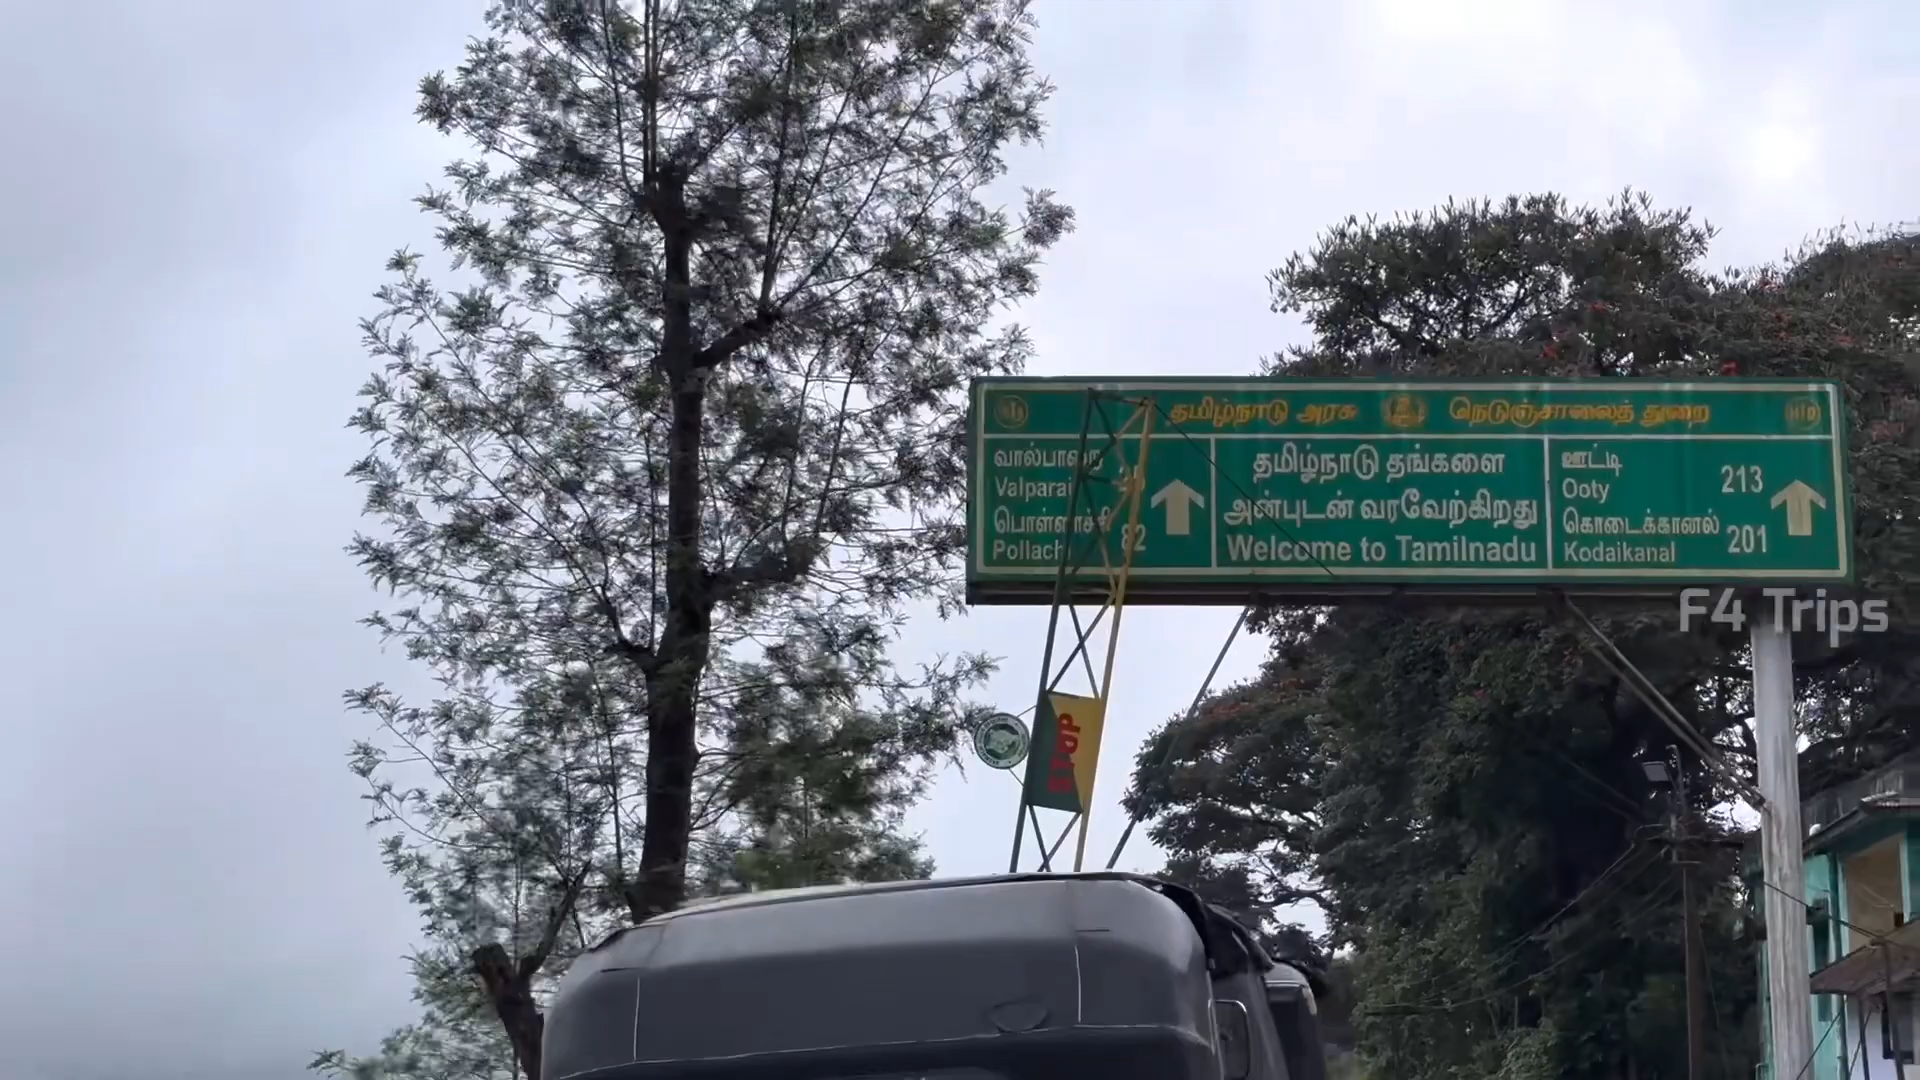 தமிழ்நாடு அரசு நெடுஞ்சாலைத் துறை
வால்பாறை
Valparai
பொள்ளாச்சி 82
Pollachi
தமிழ்நாடு தங்களை
அன்புடன் வரவேற்கிறது
Welcome to Tamilnadu
ஊட்டி 213
Ooty
கொடைக்கானல் 201
Kodaikanal
F4 Trips
STOP